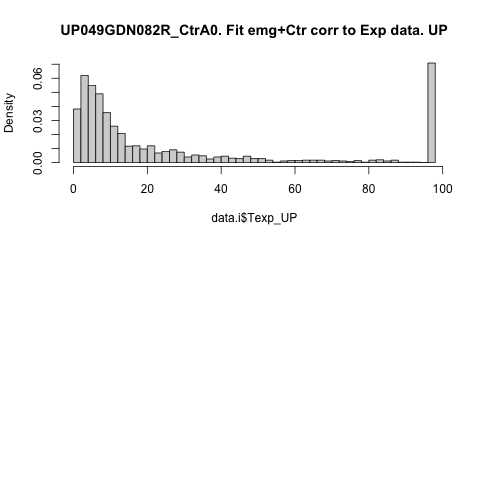 UP049GDN082R_CtrA0. Fit emg+Ctr corr to Exp data. UP
Density
0.00 0.03 0.06
0 20 40 60 80 100
data.i$Texp_UP